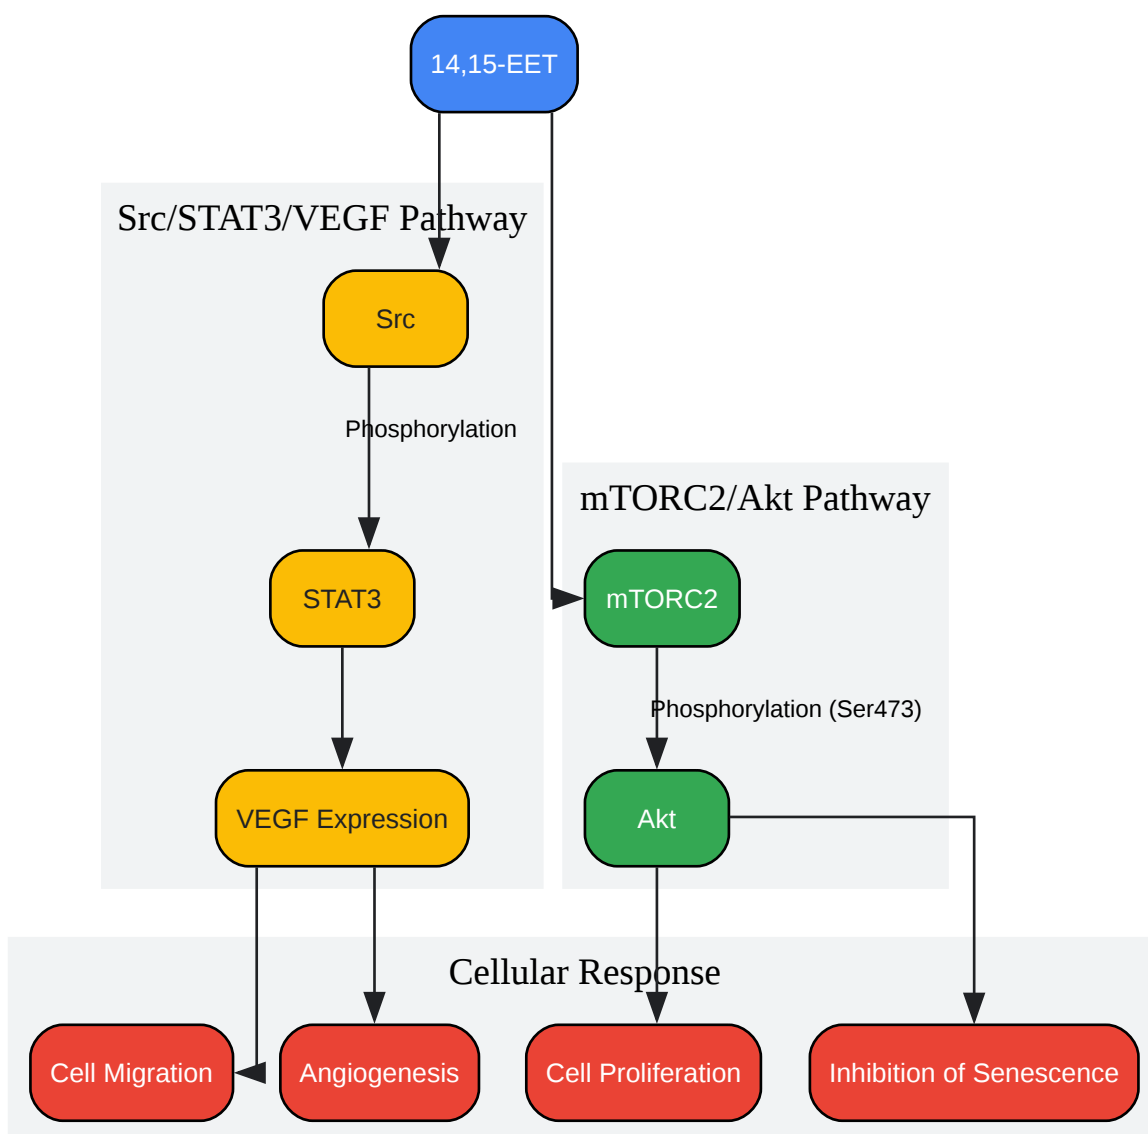 14,15-EET
Src/STAT3/VEGF Pathway
Src
Phosphorylation
mTORC2/Akt Pathway
STAT3
mTORC2
Phosphorylation (Ser473)
VEGF Expression
Akt
Cellular Response
Cell Migration
Angiogenesis
Cell Proliferation
Inhibition of Senescence